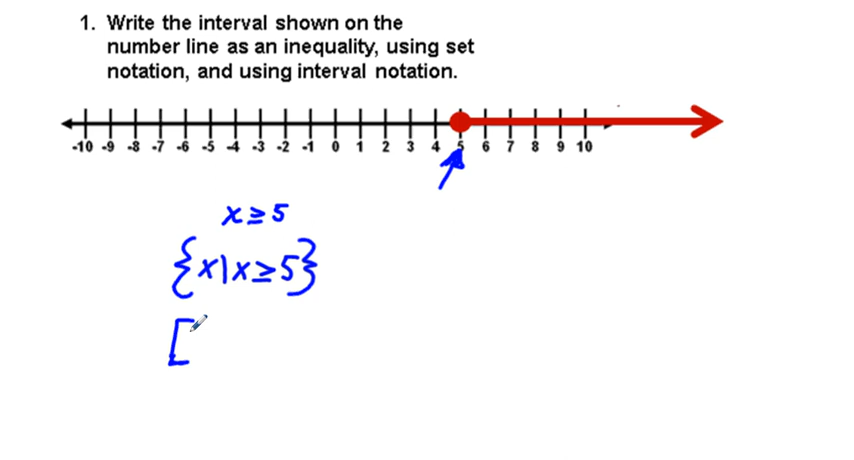 1. Write the interval shown on the
number line as an inequality, using set
notation, and using interval notation.
-10 -9 -8 -7 -6 -5 -4 -3 -2 -1 0 1 2 3 4 5 6 7 8 9 10
x ≥ 5
{x|x ≥ 5}
[